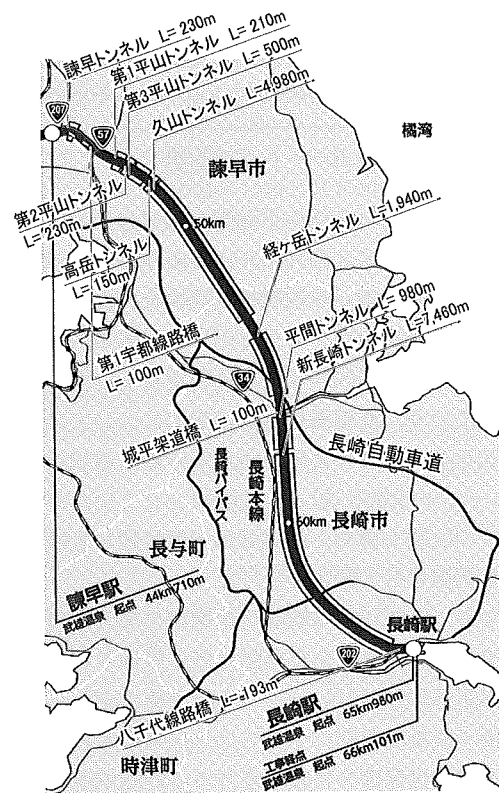 諫早トンネル L= 230m
第1平山トンネル L= 210m
第3平山トンネル L= 500m
久山トンネル L=4,980m
207
57
橘湾
諫早市
第2平山トンネル
L= 230m
50km
経ヶ岳トンネル L=1,940m
高岳トンネル
L= 150m
平間トンネル L= 980m
新長崎トンネル L=7,460m
第1宇都線路橋
L= 100m
34
城平架道橋 L= 100m
長崎自動車道
長崎バイパス
長崎本線
60km
長崎市
長与町
諫早駅
武雄温泉 起点 44km710m
長崎駅
202
八千代線路橋 L= 193m
長崎駅
武雄温泉 起点 65km980m
工事終点
武雄温泉 起点 66km101m
時津町